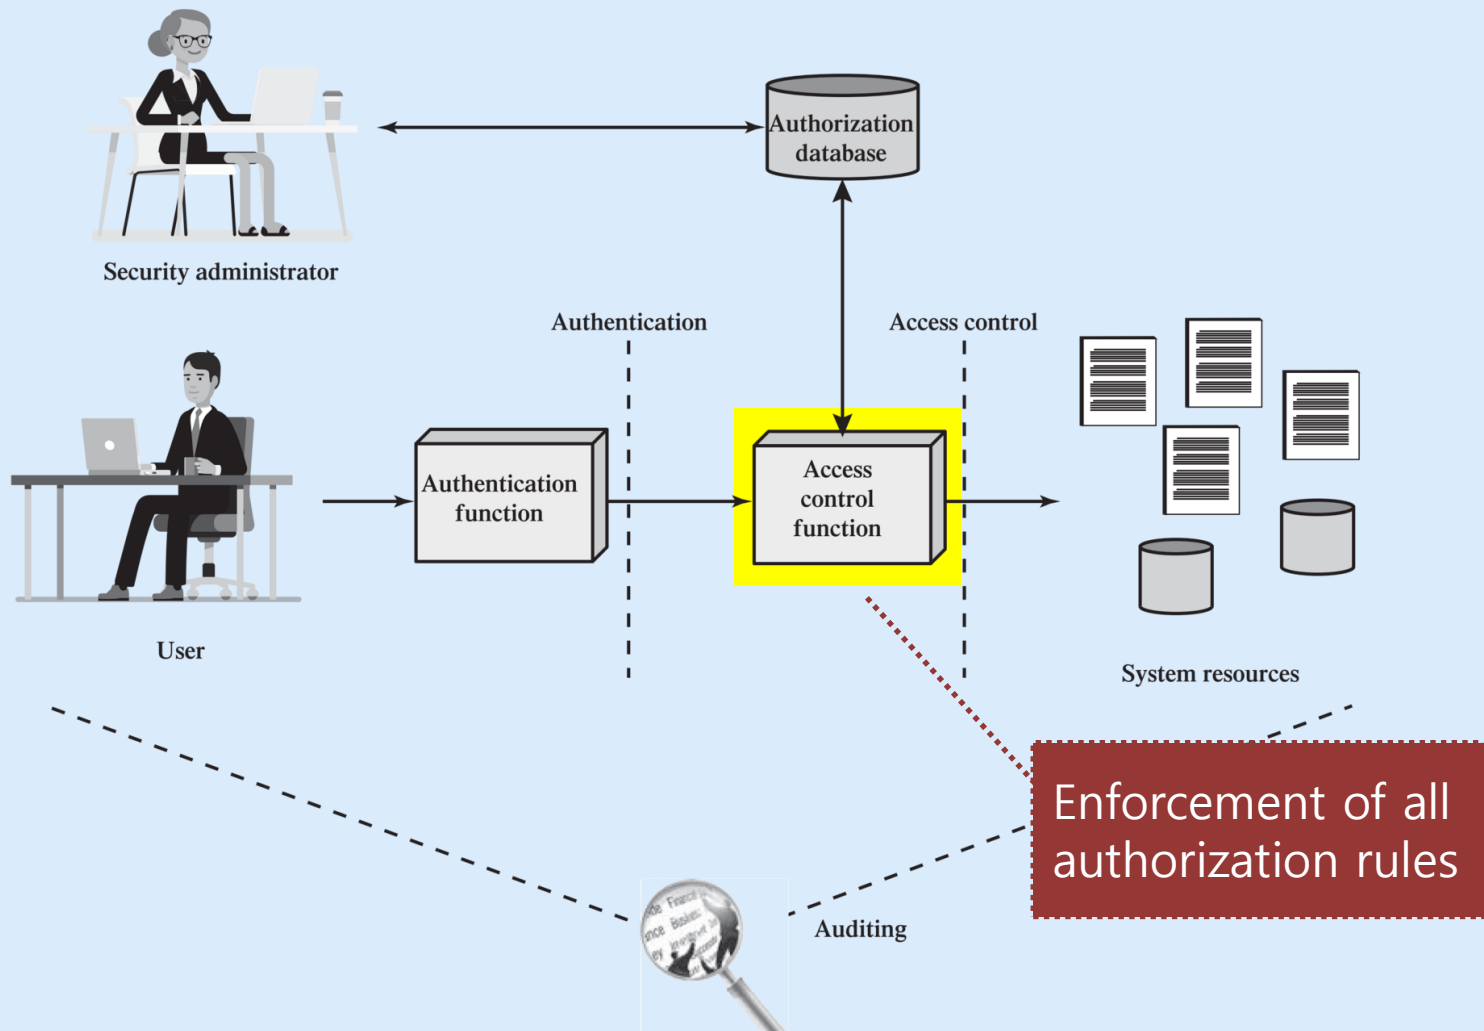 Authorization
database
Security administrator
Authentication
Access control
Authentication
function
Access
control
function
User
System resources
Enforcement of all
authorization rules
Auditing